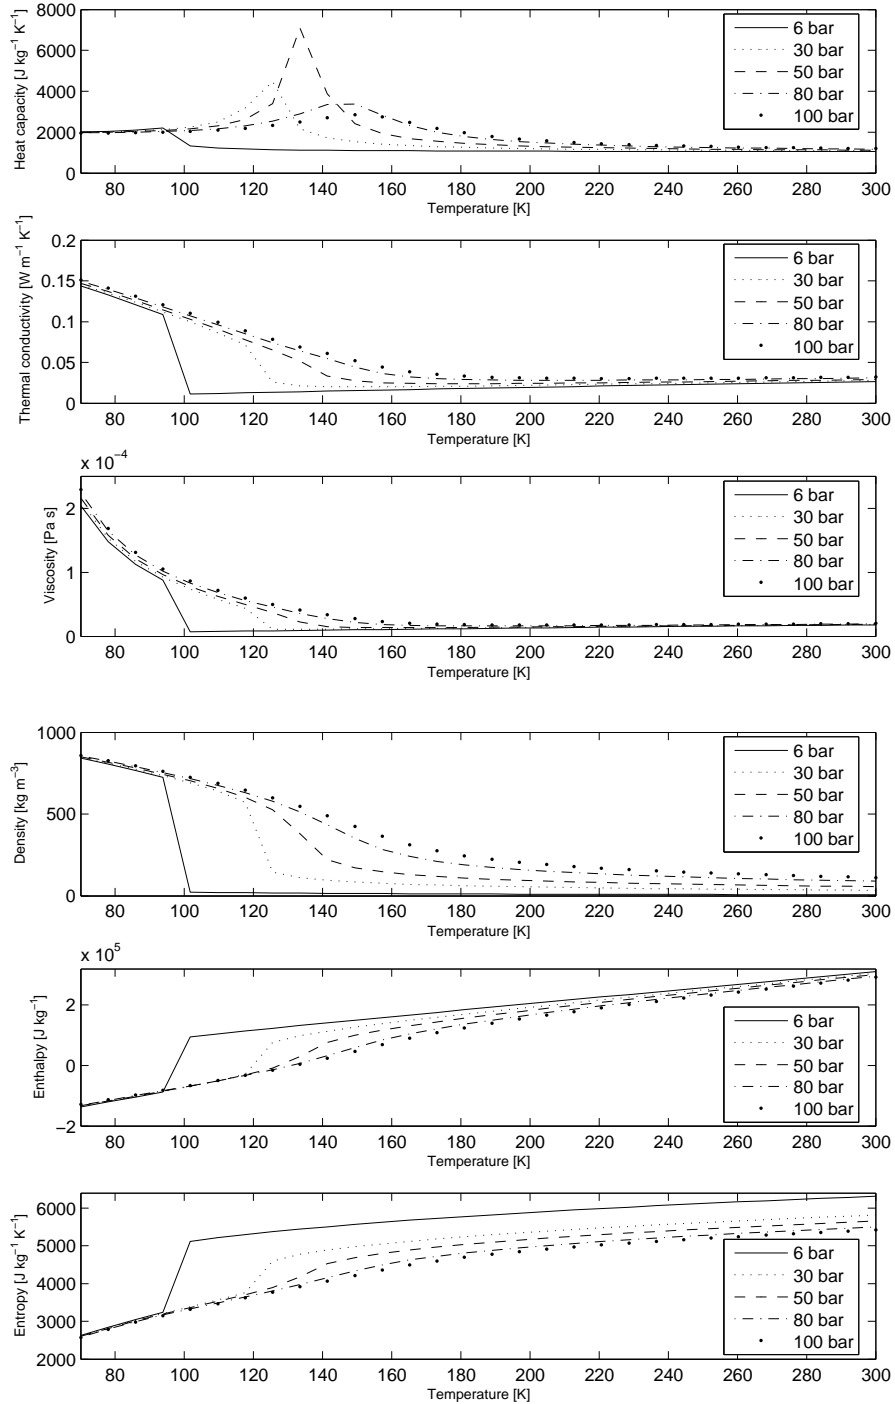 8000
6000
4000
2000
0
Heat capacity [J kg⁻¹ K⁻¹]
6 bar
30 bar
50 bar
80 bar
100 bar
80 100 120 140 160 180 200 220 240 260 280 300
Temperature [K]
0.2
0.15
0.1
0.05
0
Thermal conductivity [W m⁻¹ K⁻¹]
6 bar
30 bar
50 bar
80 bar
100 bar
80 100 120 140 160 180 200 220 240 260 280 300
Temperature [K]
x 10⁻⁴
2
1
0
Viscosity [Pa s]
6 bar
30 bar
50 bar
80 bar
100 bar
80 100 120 140 160 180 200 220 240 260 280 300
Temperature [K]
1000
500
0
Density [kg m⁻³]
6 bar
30 bar
50 bar
80 bar
100 bar
80 100 120 140 160 180 200 220 240 260 280 300
Temperature [K]
x 10⁵
2
0
−2
Enthalpy [J kg⁻¹]
6 bar
30 bar
50 bar
80 bar
100 bar
80 100 120 140 160 180 200 220 240 260 280 300
Temperature [K]
6000
5000
4000
3000
2000
Entropy [J kg⁻¹ K⁻¹]
6 bar
30 bar
50 bar
80 bar
100 bar
80 100 120 140 160 180 200 220 240 260 280 300
Temperature [K]